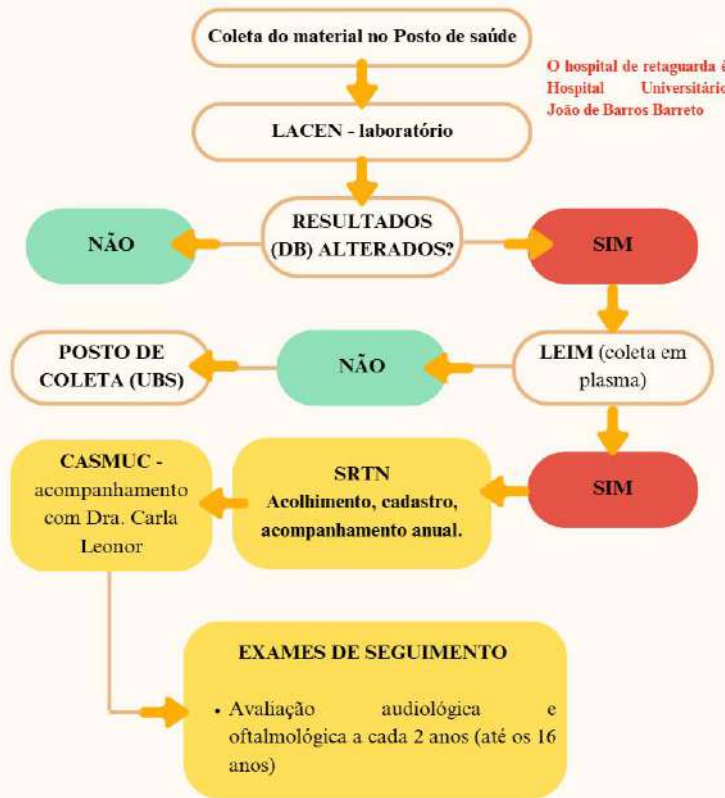 Coleta do material no Posto de saúde
O hospital de retaguarda é
Hospital Universitário
João de Barros Barreto
LACEN - laboratório
NÃO
RESULTADOS
(DB) ALTERADOS?
SIM
POSTO DE
COLETA (UBS)
NÃO
LEIM (coleta em
plasma)
CASMUC -
acompanhamento
com Dra. Carla
Leonor
SRTN
Acolhimento, cadastro,
acompanhamento anual.
SIM
EXAMES DE SEGUIMENTO
• Avaliação audiológica e
oftalmológica a cada 2 anos (até os 16
anos)